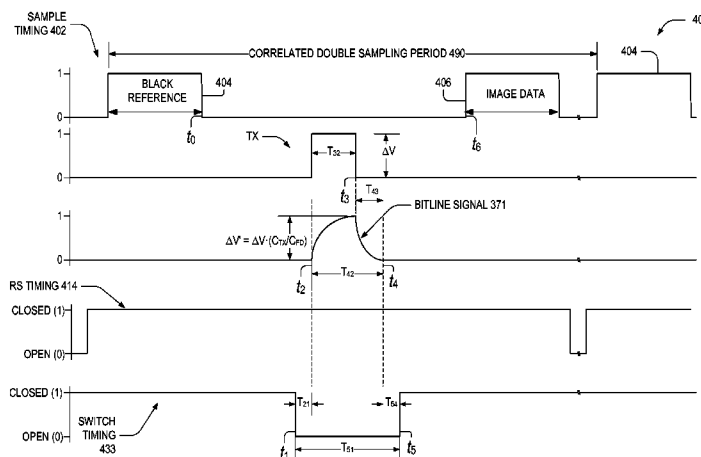 SAMPLE
TIMING 402
40
CORRELATED DOUBLE SAMPLING PERIOD 490
404
1
0
BLACK
REFERENCE
404
406
IMAGE DATA
t0
t6
TX
1
0
T32
ΔV
t3
T43
1
0
ΔV' = ΔV·(CTX/CFD)
BITLINE SIGNAL 371
t2
T42
t4
RS TIMING 414
CLOSED (1)
OPEN (0)
CLOSED (1)
T21
T54
SWITCH
TIMING
433
OPEN (0)
t1
T51
t5